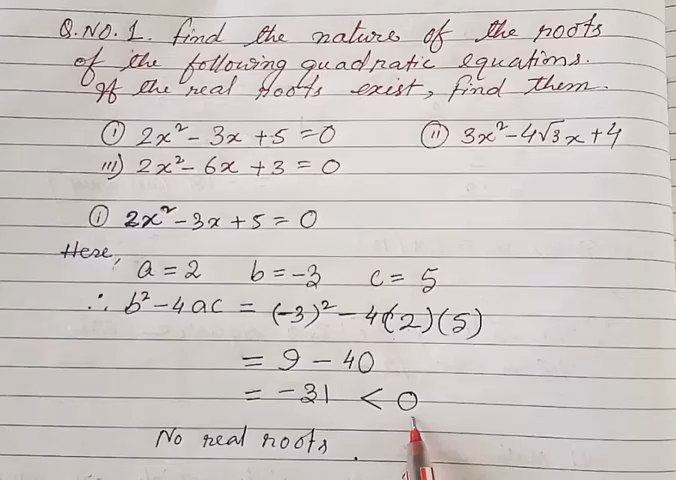 Q.NO.1. Find the nature of the roots
of the following quadratic equations.
If the real roots exist, find them.
(i) 2x² - 3x + 5 = 0 (ii) 3x² - 4√3x + 4
iii) 2x² - 6x + 3 = 0
(i) 2x² - 3x + 5 = 0
Here,
a = 2 b = -3 c = 5
∴ b² - 4ac = (-3)² - 4(2)(5)
= 9 - 40
= -31 < 0
No real roots.